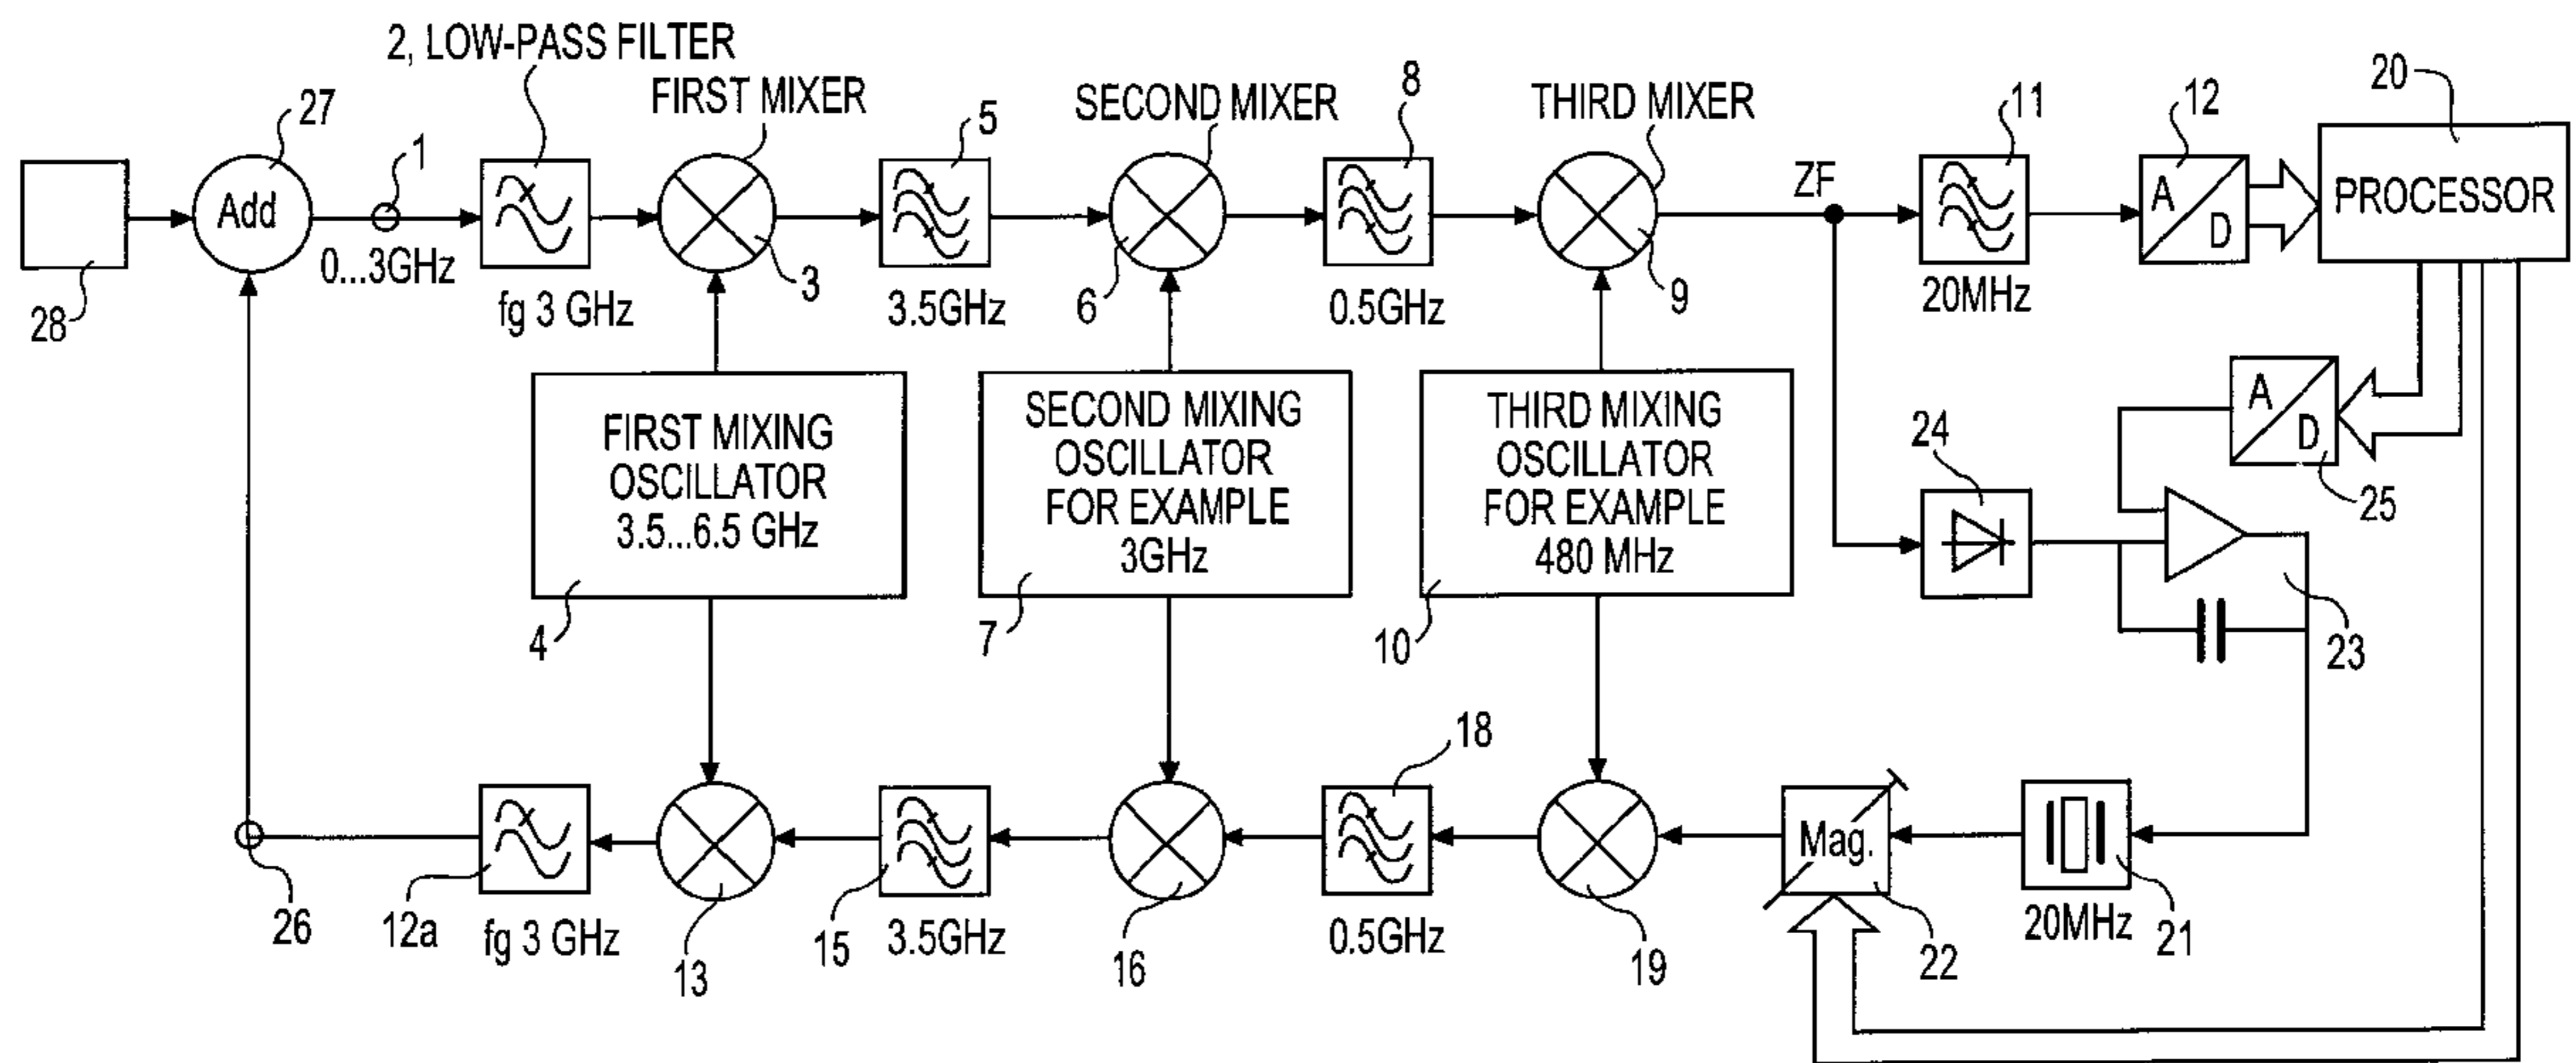 2, LOW-PASS FILTER
FIRST MIXER
SECOND MIXER
THIRD MIXER
27
1
5
8
11
12
20
Add
ZF
A
D
PROCESSOR
0...3GHz
28
fg 3 GHz
3
3.5GHz
6
0.5GHz
9
20MHz
FIRST MIXING
OSCILLATOR
3.5...6.5 GHz
4
SECOND MIXING
OSCILLATOR
FOR EXAMPLE
3GHz
7
THIRD MIXING
OSCILLATOR
FOR EXAMPLE
480 MHz
10
A
D
25
24
23
18
Mag.
26
12a
fg 3 GHz
13
15
3.5GHz
16
0.5GHz
19
22
20MHz
21